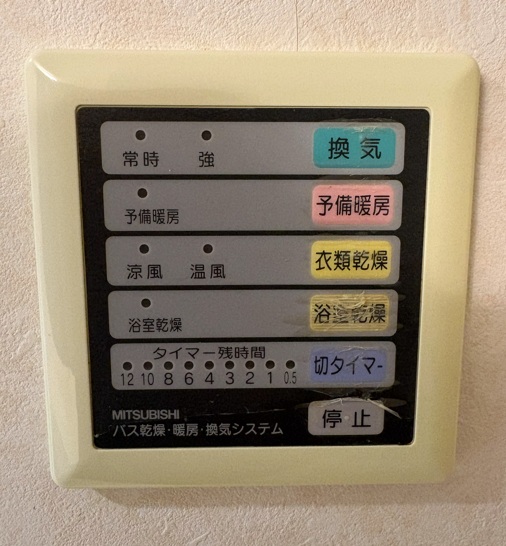 常時 強 換気
予備暖房 予備暖房
涼風 温風 衣類乾燥
浴室乾燥 浴室乾燥
タイマー残時間
12 10 8 6 4 3 2 1 0.5 切タイマー
停止
MITSUBISHI
バス乾燥・暖房・換気システム